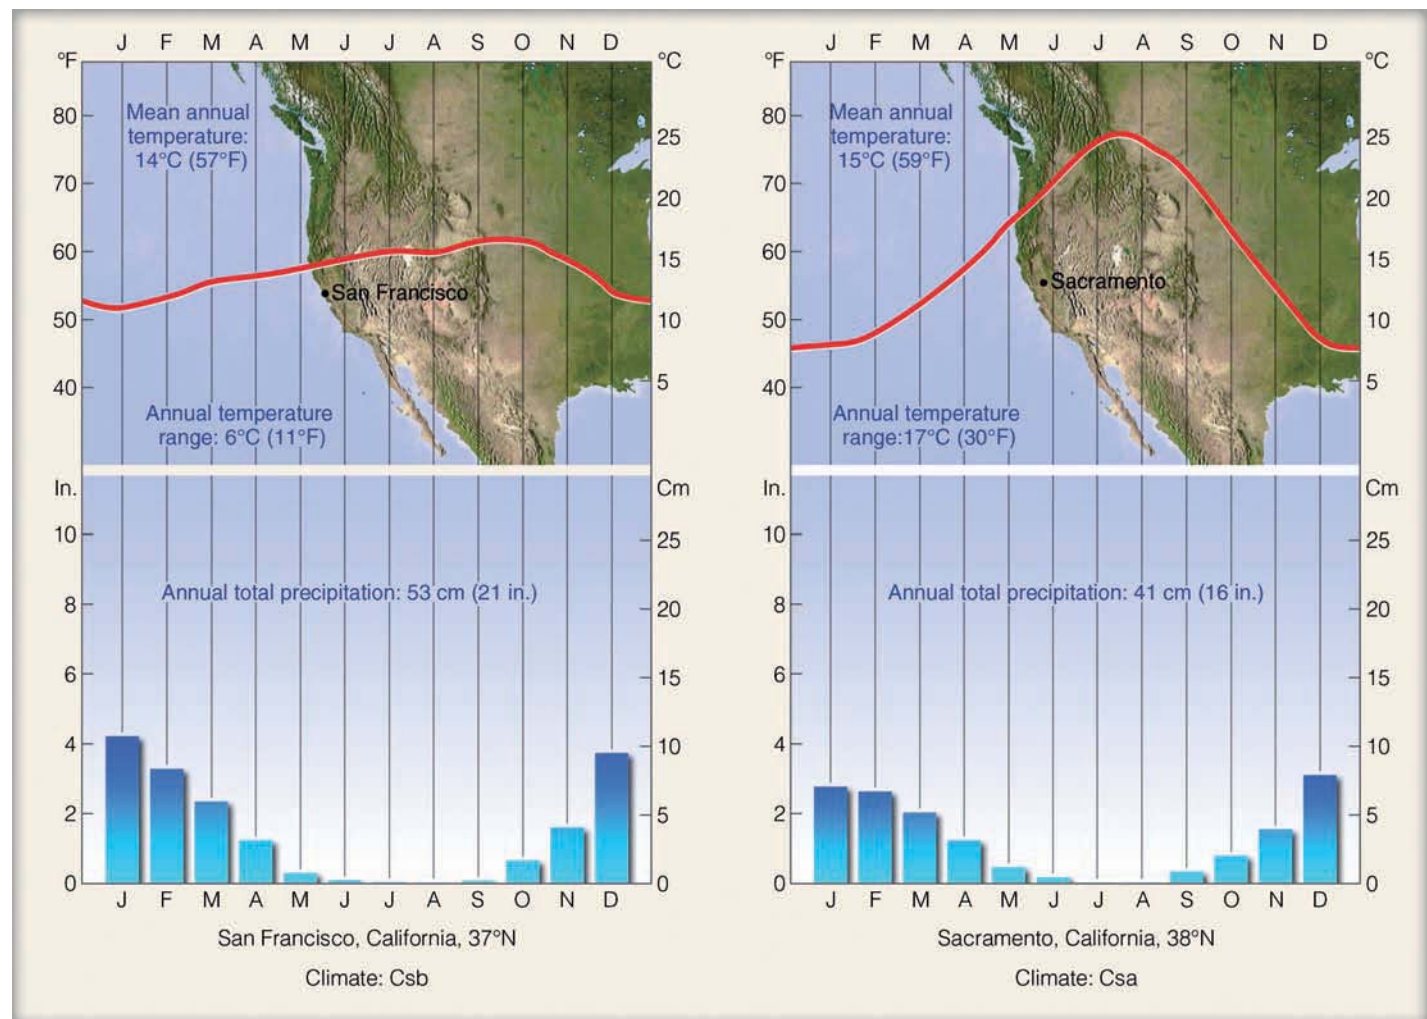 J F M A M J J A S O N D
°F
°C
80
70
60
50
40
25
20
15
10
5
Mean annual
temperature:
14°C (57°F)
San Francisco
Annual temperature
range: 6°C (11°F)
In.
Cm
10
8
6
4
2
0
25
20
15
10
5
0
Annual total precipitation: 53 cm (21 in.)
J F M A M J J A S O N D
San Francisco, California, 37°N
Climate: Csb
J F M A M J J A S O N D
°F
°C
80
70
60
50
40
25
20
15
10
5
Mean annual
temperature:
15°C (59°F)
Sacramento
Annual temperature
range:17°C (30°F)
In.
Cm
10
8
6
4
2
0
25
20
15
10
5
0
Annual total precipitation: 41 cm (16 in.)
J F M A M J J A S O N D
Sacramento, California, 38°N
Climate: Csa